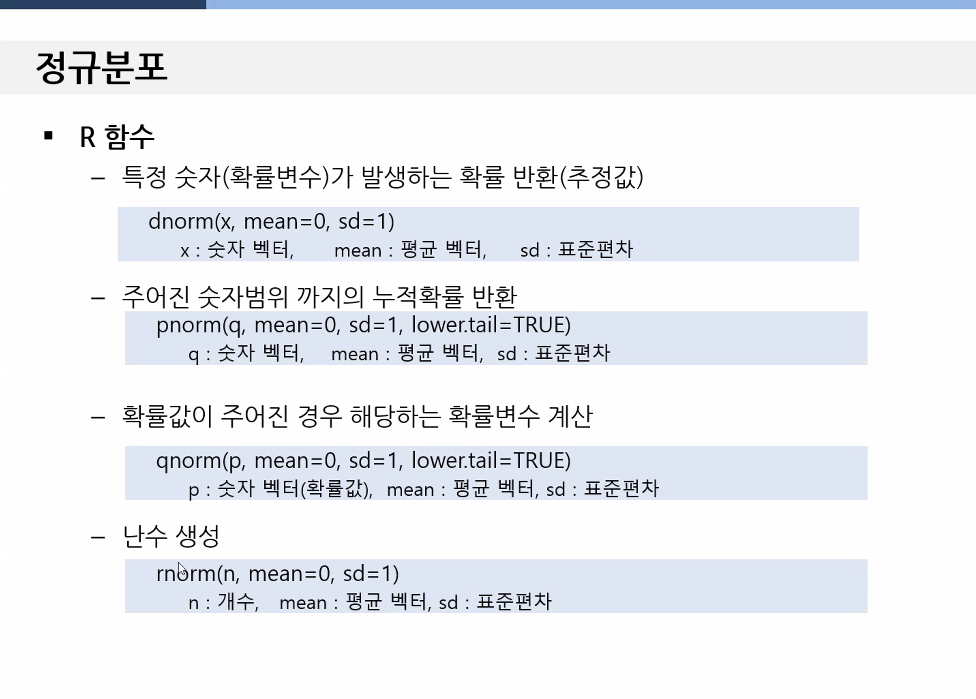 정규분포
▪ R 함수
– 특정 숫자(확률변수)가 발생하는 확률 반환(추정값)
dnorm(x, mean=0, sd=1)
x : 숫자 벡터, mean : 평균 벡터, sd : 표준편차
– 주어진 숫자범위 까지의 누적확률 반환
pnorm(q, mean=0, sd=1, lower.tail=TRUE)
q : 숫자 벡터, mean : 평균 벡터, sd : 표준편차
– 확률값이 주어진 경우 해당하는 확률변수 계산
qnorm(p, mean=0, sd=1, lower.tail=TRUE)
p : 숫자 벡터(확률값), mean : 평균 벡터, sd : 표준편차
– 난수 생성
rnorm(n, mean=0, sd=1)
n : 개수, mean : 평균 벡터, sd : 표준편차